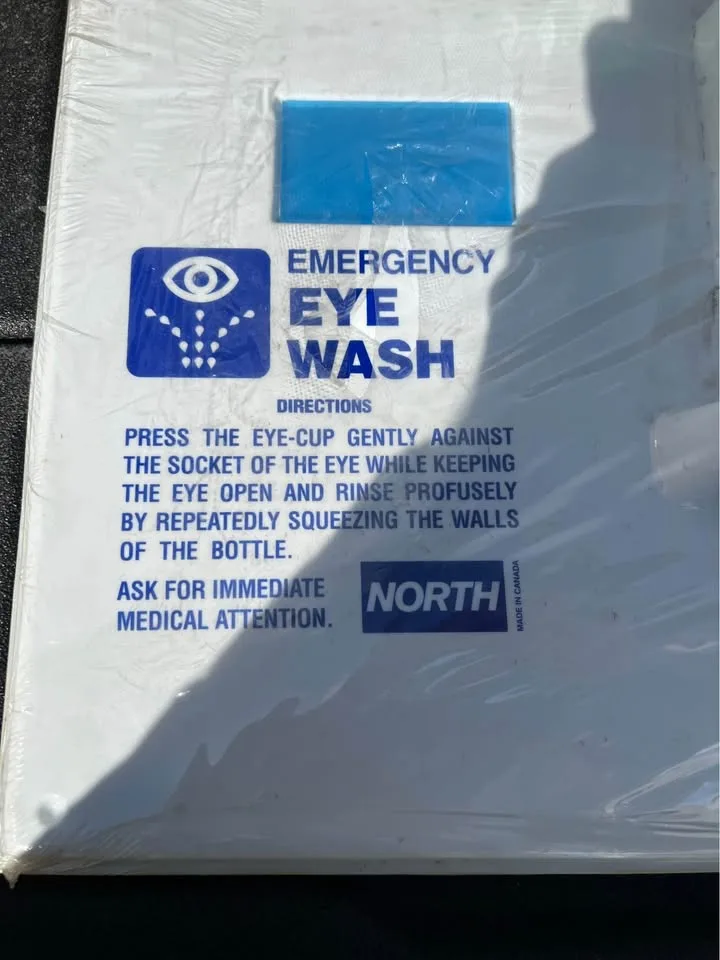 EMERGENCY
EYE
WASH
DIRECTIONS
PRESS THE EYE-CUP GENTLY AGAINST
THE SOCKET OF THE EYE WHILE KEEPING
THE EYE OPEN AND RINSE PROFUSELY
BY REPEATEDLY SQUEEZING THE WALLS
OF THE BOTTLE.
ASK FOR IMMEDIATE
MEDICAL ATTENTION.
NORTH
MADE IN CANADA